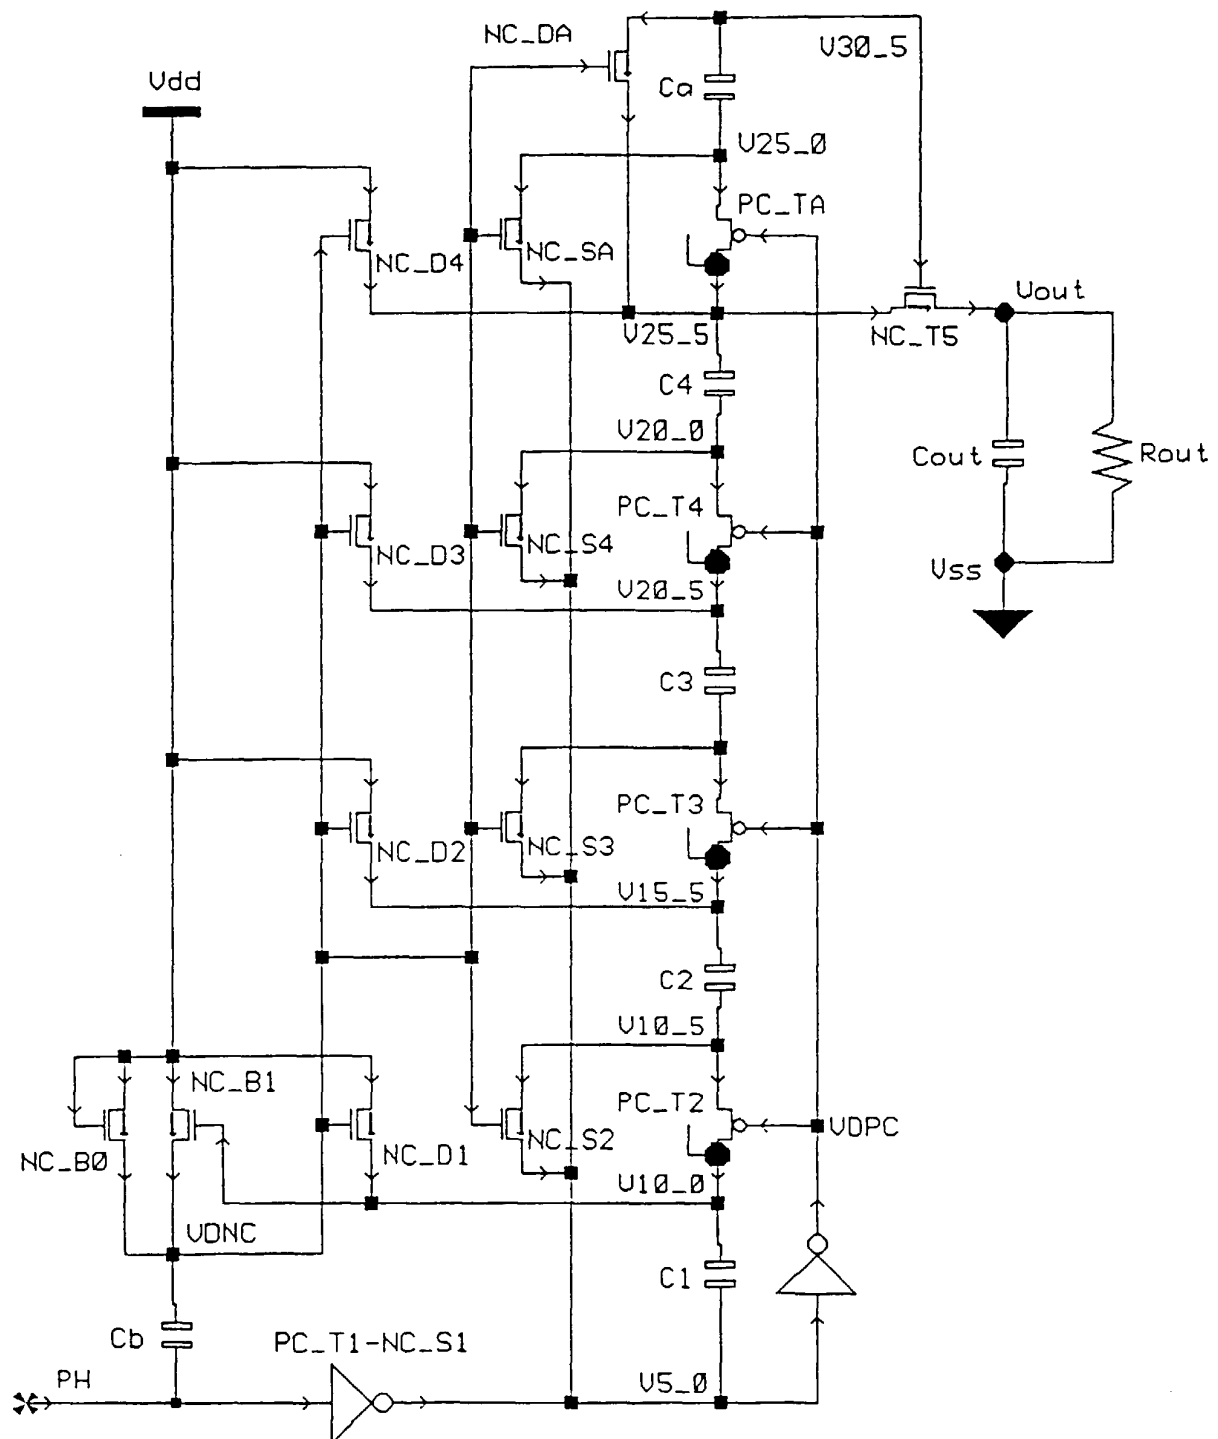 NC_DA
V30_5
Vdd
Ca
V25_0
PC_TA
NC_D4
NC_SA
Vout
V25_5
NC_T5
C4
V20_0
Cout
Rout
PC_T4
NC_D3
NC_S4
Vss
V20_5
C3
PC_T3
NC_D2
NC_S3
V15_5
C2
V10_5
NC_B1
PC_T2
VDPC
NC_B0
NC_D1
NC_S2
V10_0
VDNC
C1
Cb
PC_T1-NC_S1
PH
V5_0